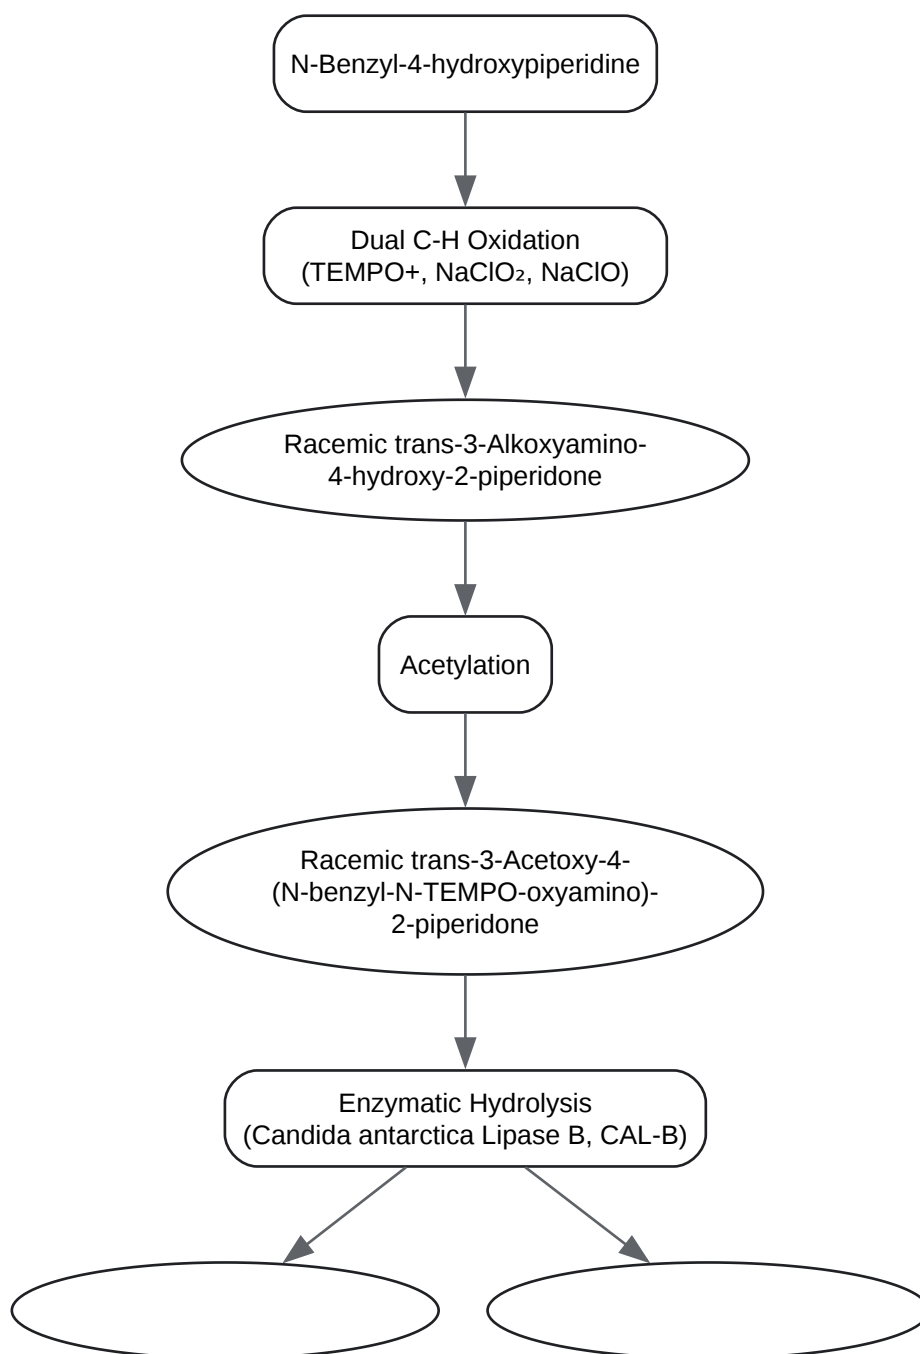 N-Benzyl-4-hydroxypiperidine
Dual C-H Oxidation
(TEMPO+, NaClO₂, NaClO)
Racemic trans-3-Alkoxyamino-
4-hydroxy-2-piperidone
Acetylation
Racemic trans-3-Acetoxy-4-
(N-benzyl-N-TEMPO-oxyamino)-
2-piperidone
Enzymatic Hydrolysis
(Candida antarctica Lipase B, CAL-B)